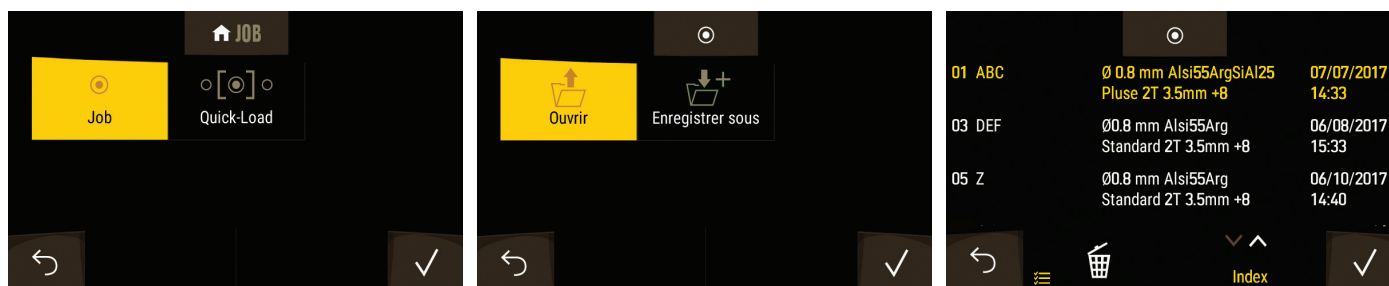 JOB
Job
Quick-Load
Ouvrir
Enregistrer sous
01 ABC Ø 0.8 mm Alsi55ArgSiAl25 07/07/2017
Pluse 2T 3.5mm +8 14:33
03 DEF Ø0.8 mm Alsi55Arg 06/08/2017
Standard 2T 3.5mm +8 15:33
05 Z Ø0.8 mm Alsi55Arg 06/10/2017
Standard 2T 3.5mm +8 14:40
Index